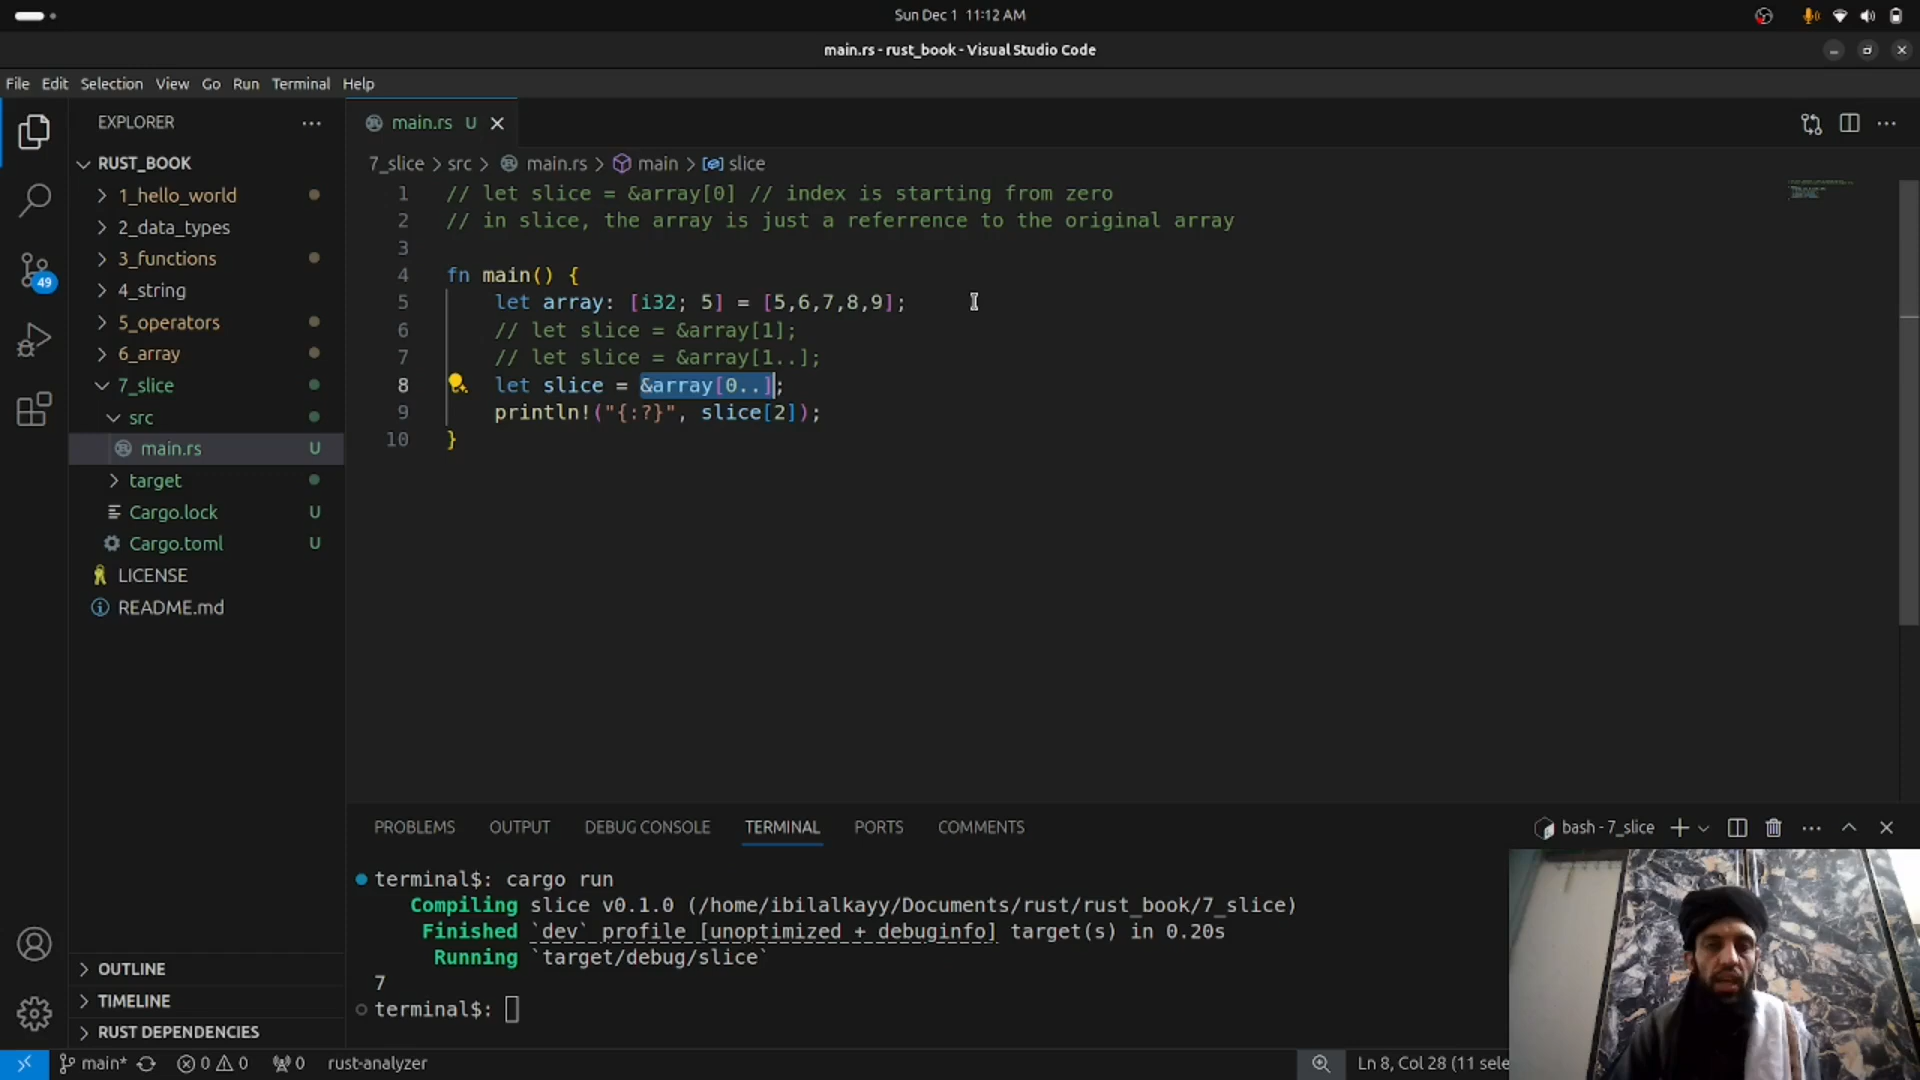 Sun Dec 1 11:12 AM
main.rs - rust_book - Visual Studio Code
File Edit Selection View Go Run Terminal Help
EXPLORER
RUST_BOOK
1_hello_world
2_data_types
3_functions
4_string
5_operators
6_array
7_slice
src
main.rs U
target
Cargo.lock U
Cargo.toml U
LICENSE
README.md
OUTLINE
TIMELINE
RUST DEPENDENCIES
49
main.rs U
7_slice > src > main.rs > main > slice
1 // let slice = &array[0] // index is starting from zero
2 // in slice, the array is just a referrence to the original array
3
4 fn main() {
5 let array: [i32; 5] = [5,6,7,8,9];
6 // let slice = &array[1];
7 // let slice = &array[1..];
8 let slice = &array[0..];
9 println!("{:?}", slice[2]);
10 }
PROBLEMS OUTPUT DEBUG CONSOLE TERMINAL PORTS COMMENTS
bash - 7_slice
terminal$: cargo run
Compiling slice v0.1.0 (/home/ibilalkayy/Documents/rust/rust_book/7_slice)
Finished `dev` profile [unoptimized + debuginfo] target(s) in 0.20s
Running `target/debug/slice`
7
terminal$:
main* 0 0 0 rust-analyzer
Ln 8, Col 28 (11 sele